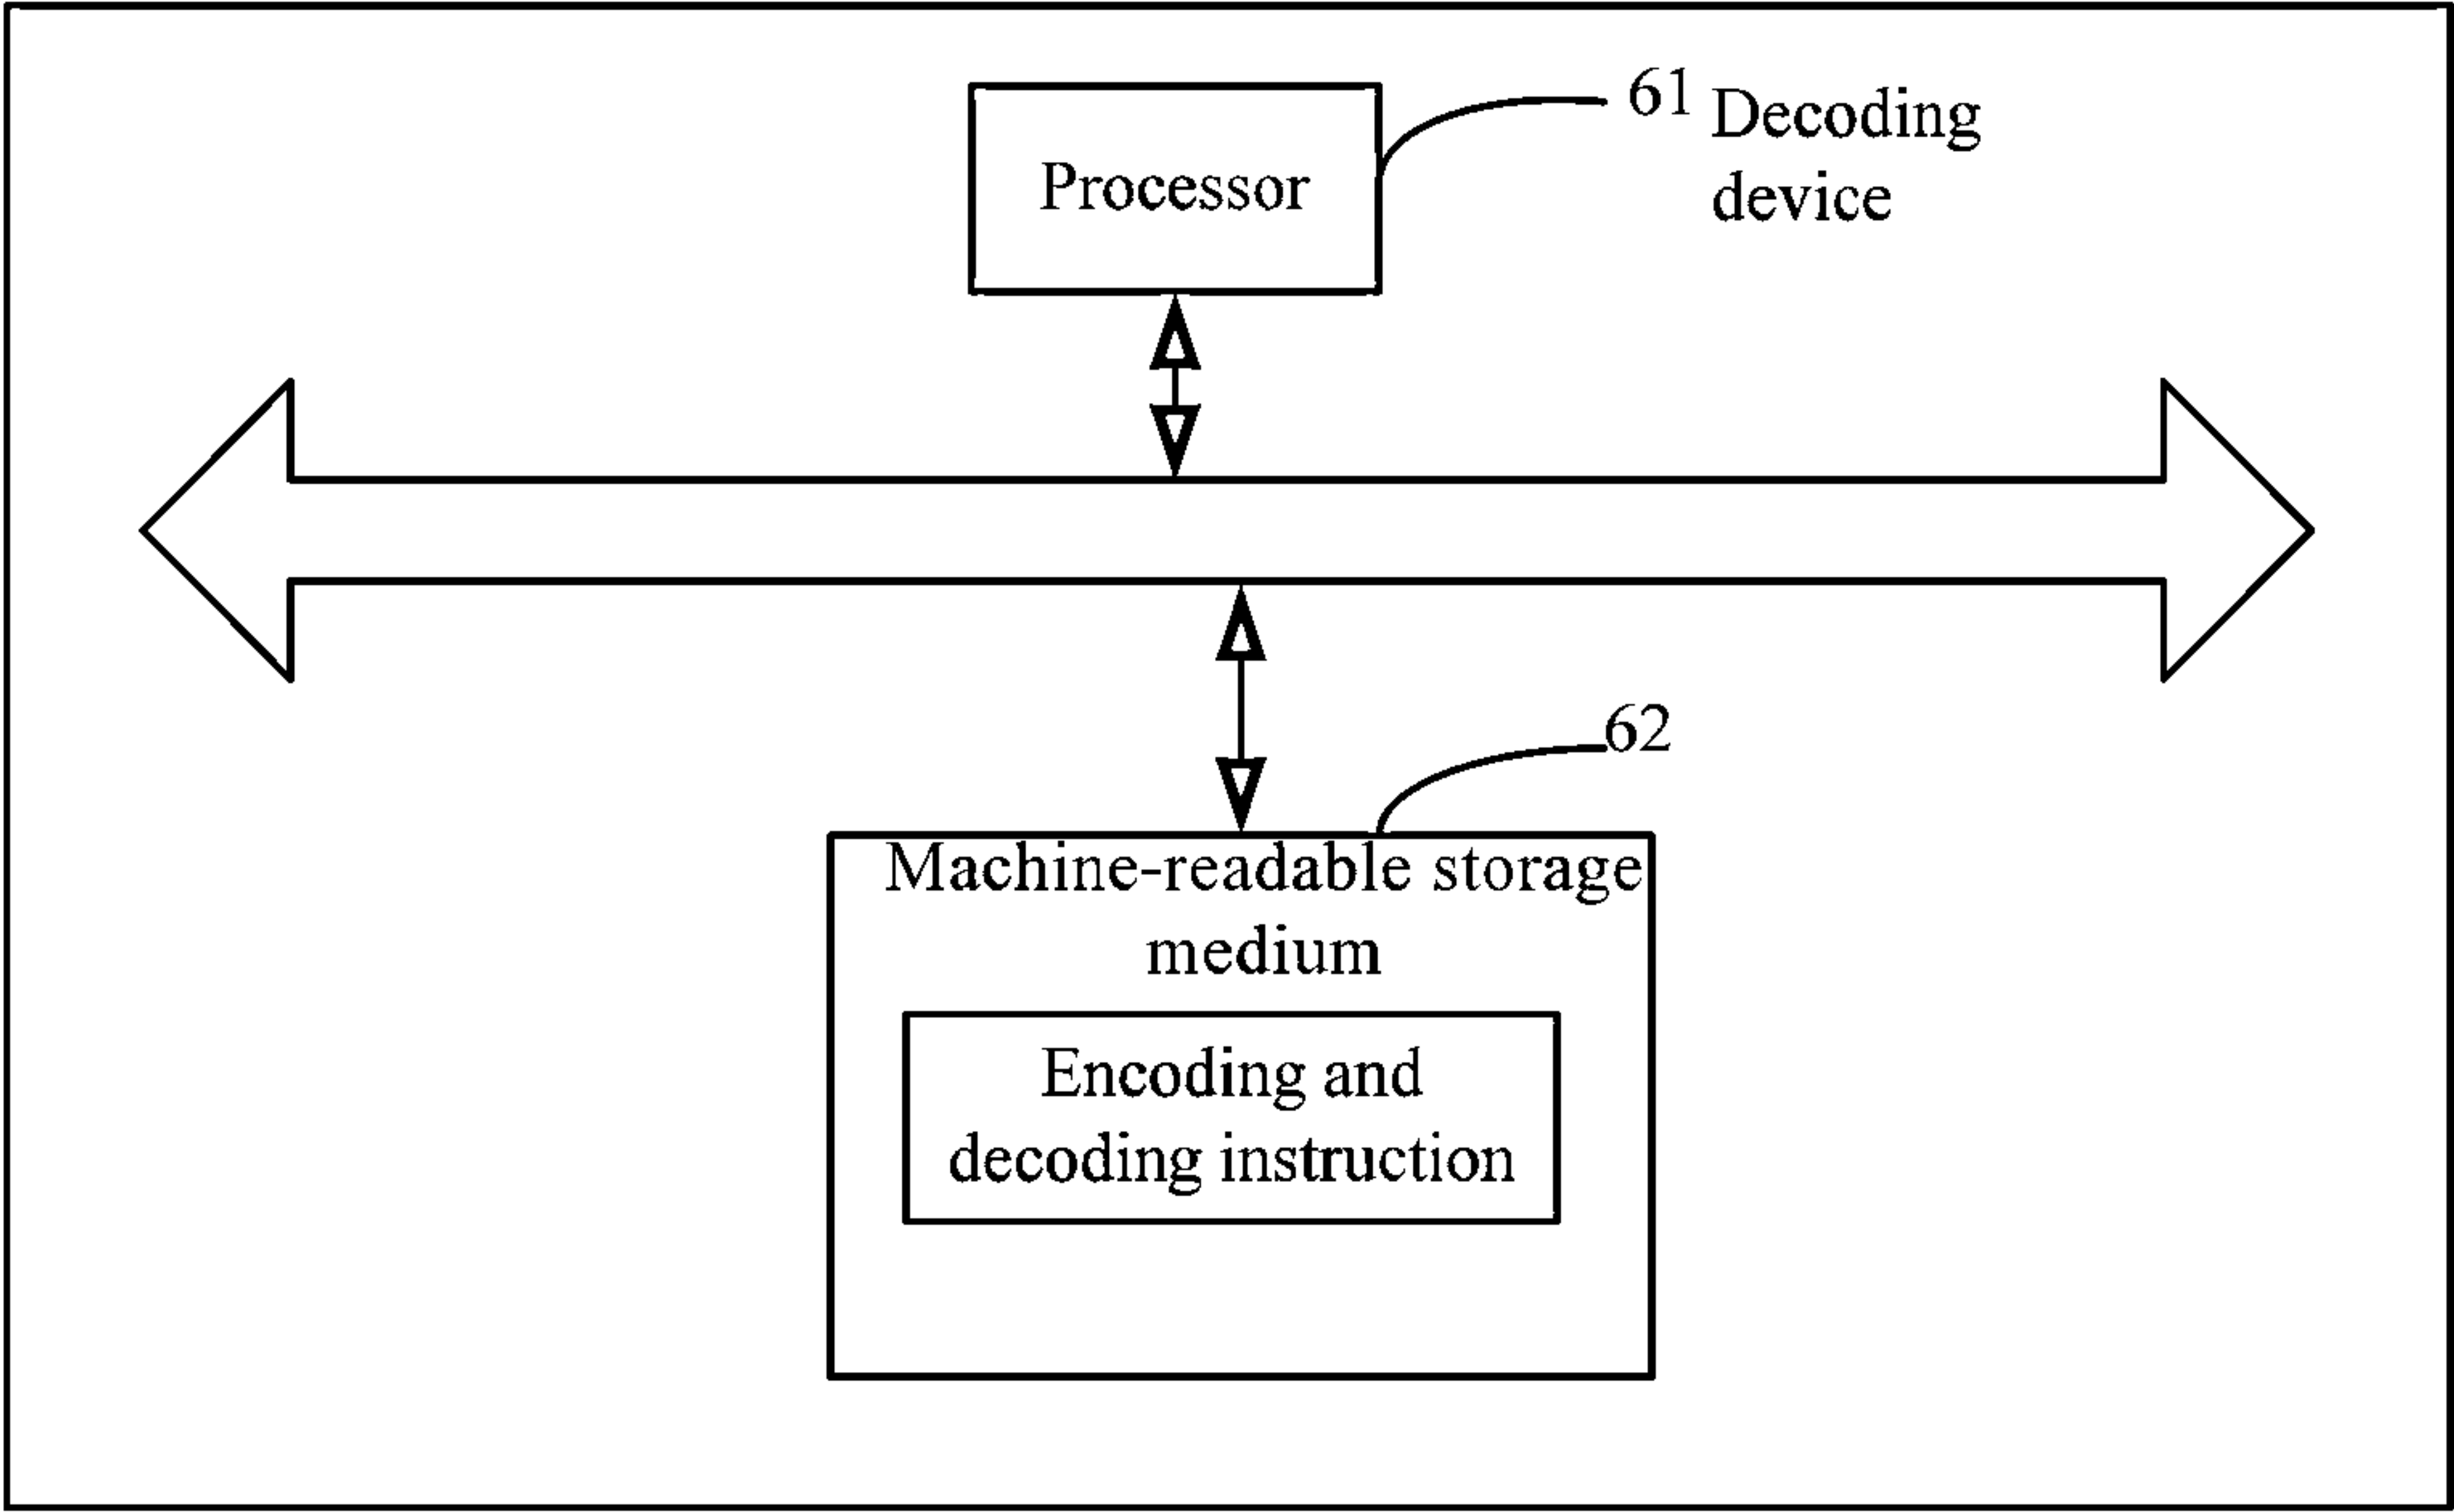 61 Decoding
device
Processor
62
Machine-readable storage
medium
Encoding and
decoding instruction